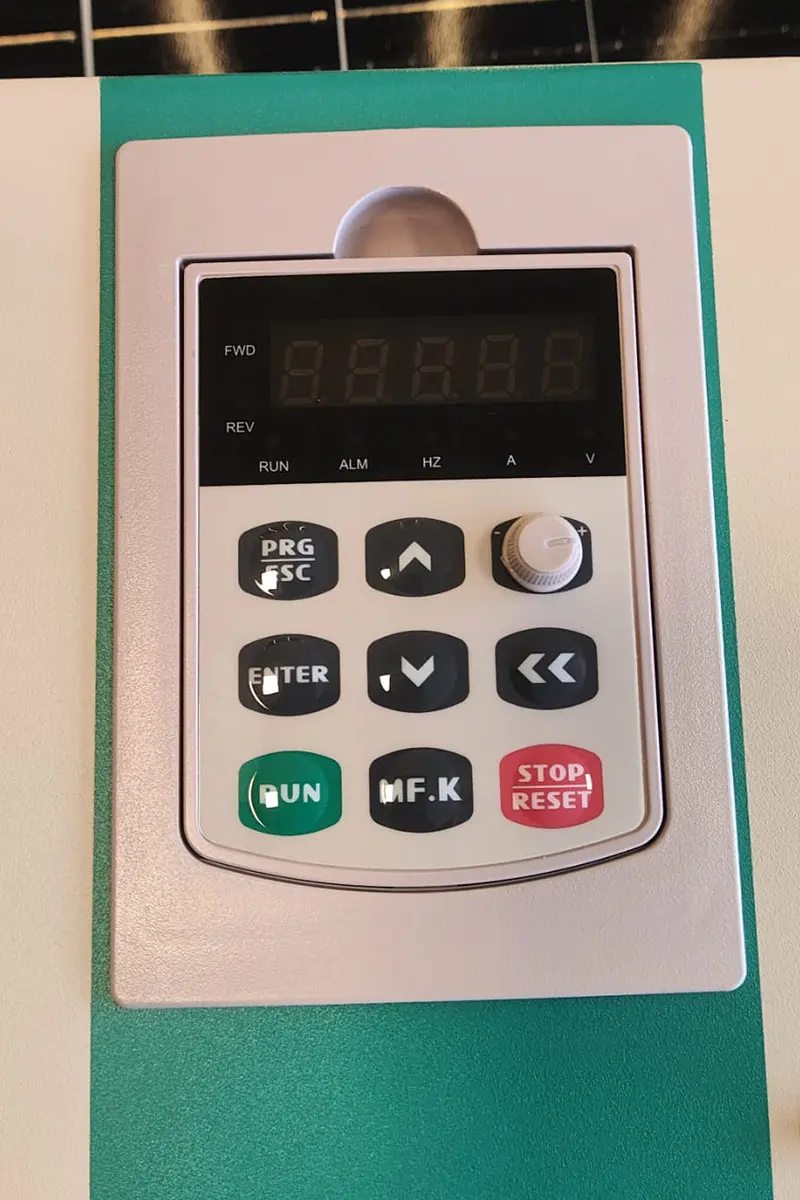 FWD
REV
RUN ALM HZ A V
PRG
ESC
- +
ENTER
RUN
MF.K
STOP
RESET